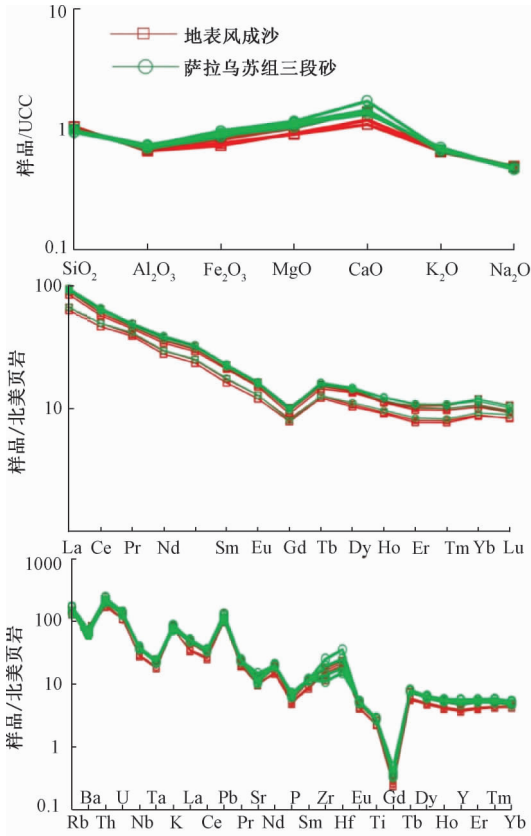 10
地表风成沙
萨拉乌苏组三段砂
样品/UCC
1
0.1
SiO₂ Al₂O₃ Fe₂O₃ MgO CaO K₂O Na₂O
100
样品/北美页岩
10
La Ce Pr Nd Sm Eu Gd Tb Dy Ho Er Tm Yb Lu
1000
样品/北美页岩
100
10
1
0.1
Ba U Ta La Pb Sr P Zr Eu Gd Dy Y Tm
Rb Th Nb K Ce Pr Nd Sm Hf Ti Tb Ho Er Yb